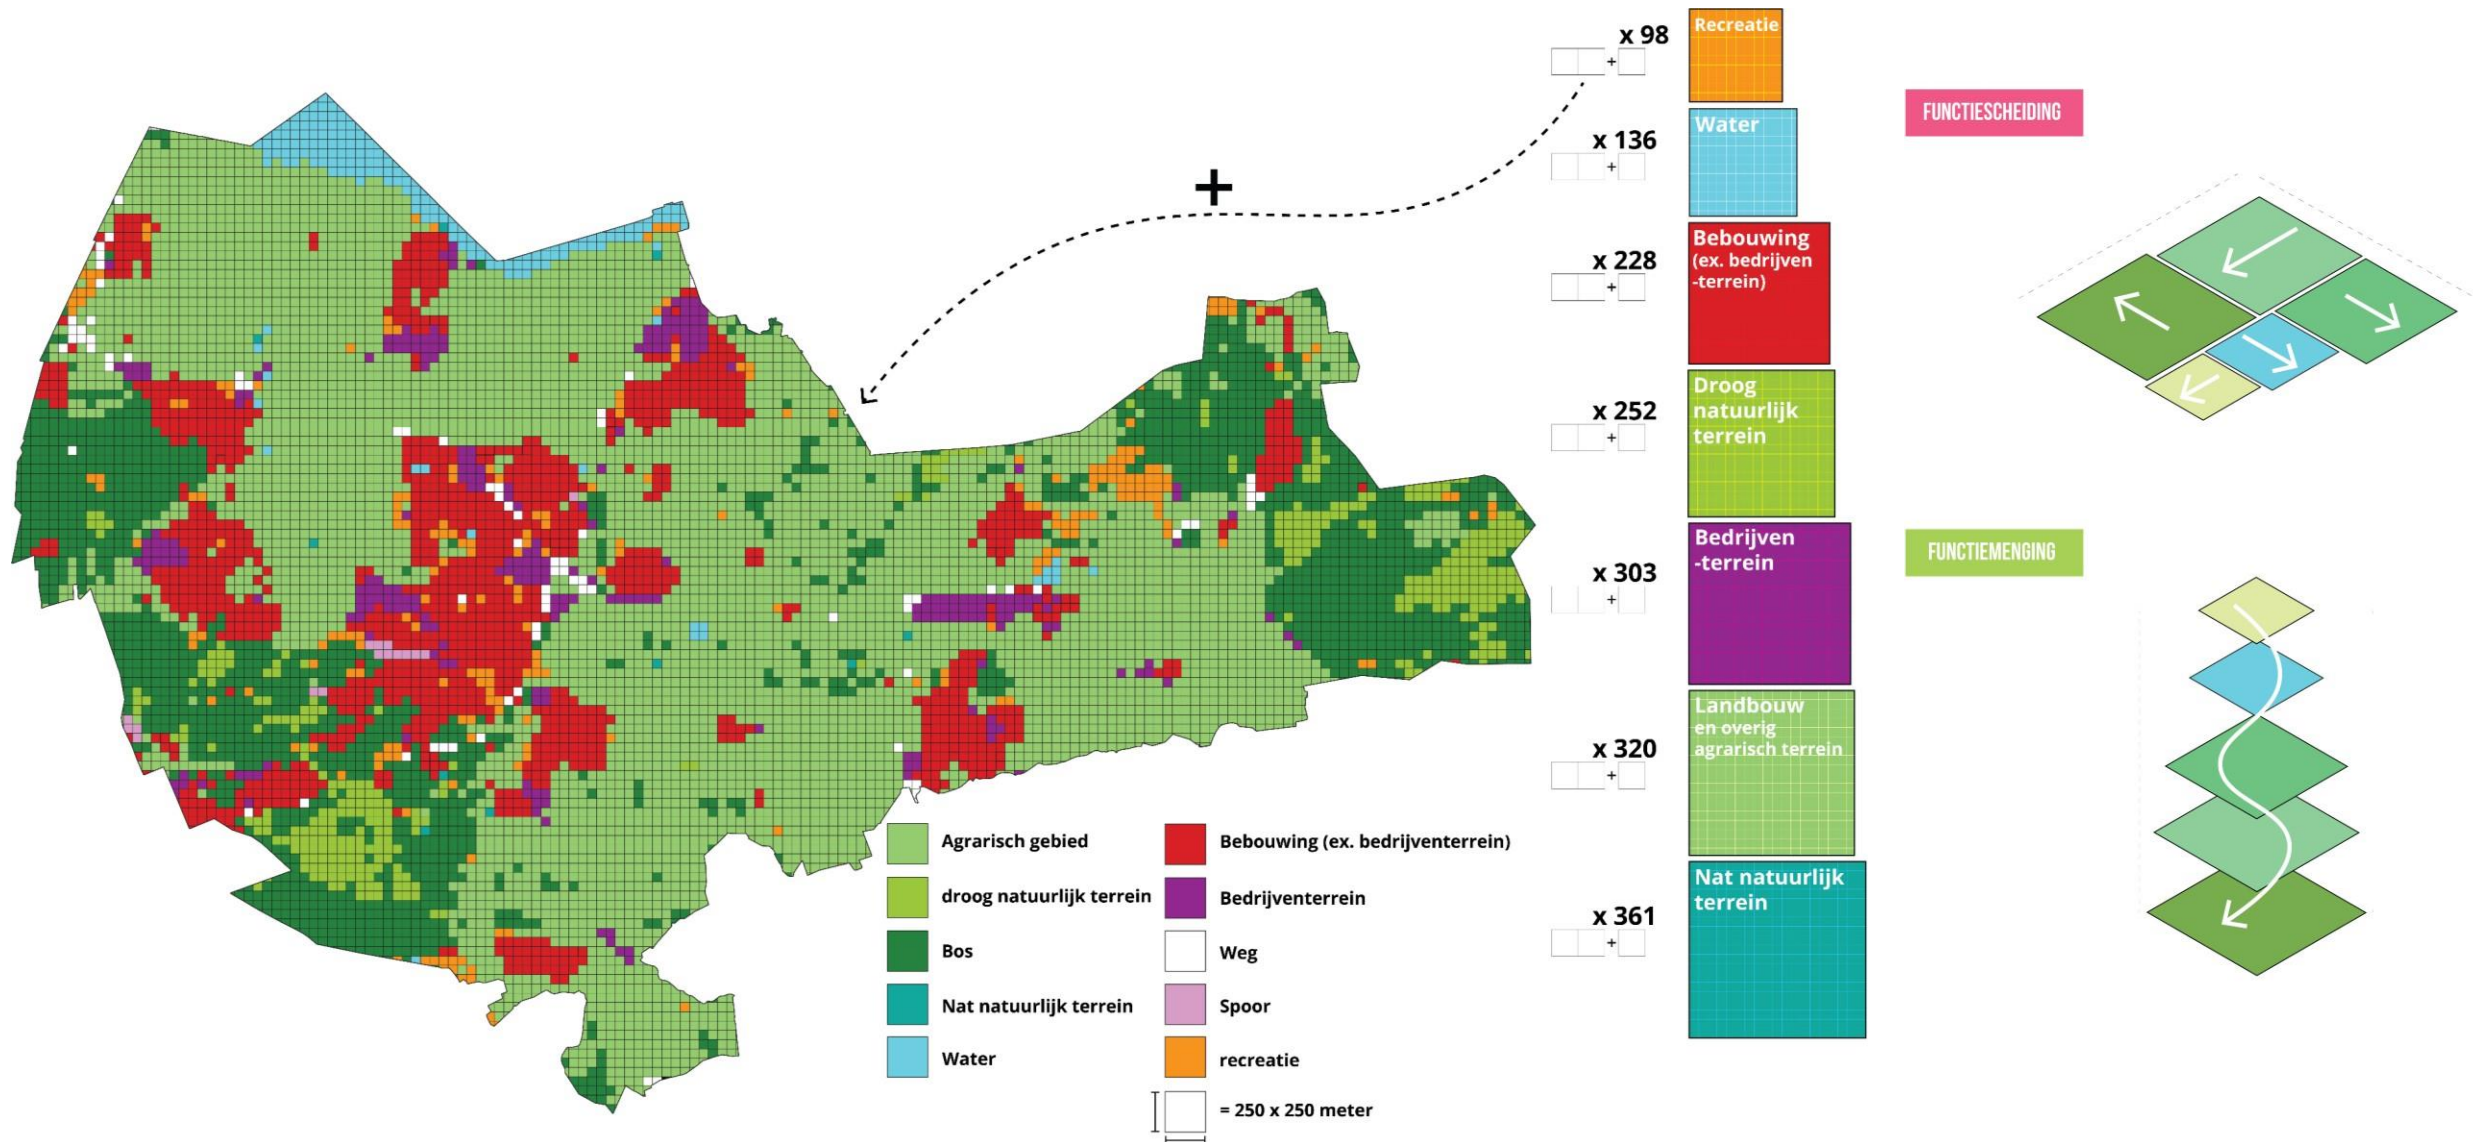 x 98
+
Recreatie
x 136
+
Water
x 228
+
Bebouwing
(ex. bedrijven
-terrein)
x 252
+
Droog
natuurlijk
terrein
x 303
+
Bedrijven
-terrein
x 320
+
Landbouw
en overig
agrarisch terrein
x 361
+
Nat natuurlijk
terrein
+
FUNCTIESCHEIDING
FUNCTIEMENGING
Agrarisch gebied
droog natuurlijk terrein
Bos
Nat natuurlijk terrein
Water
Bebouwing (ex. bedrijventerrein)
Bedrijventerrein
Weg
Spoor
recreatie
= 250 x 250 meter